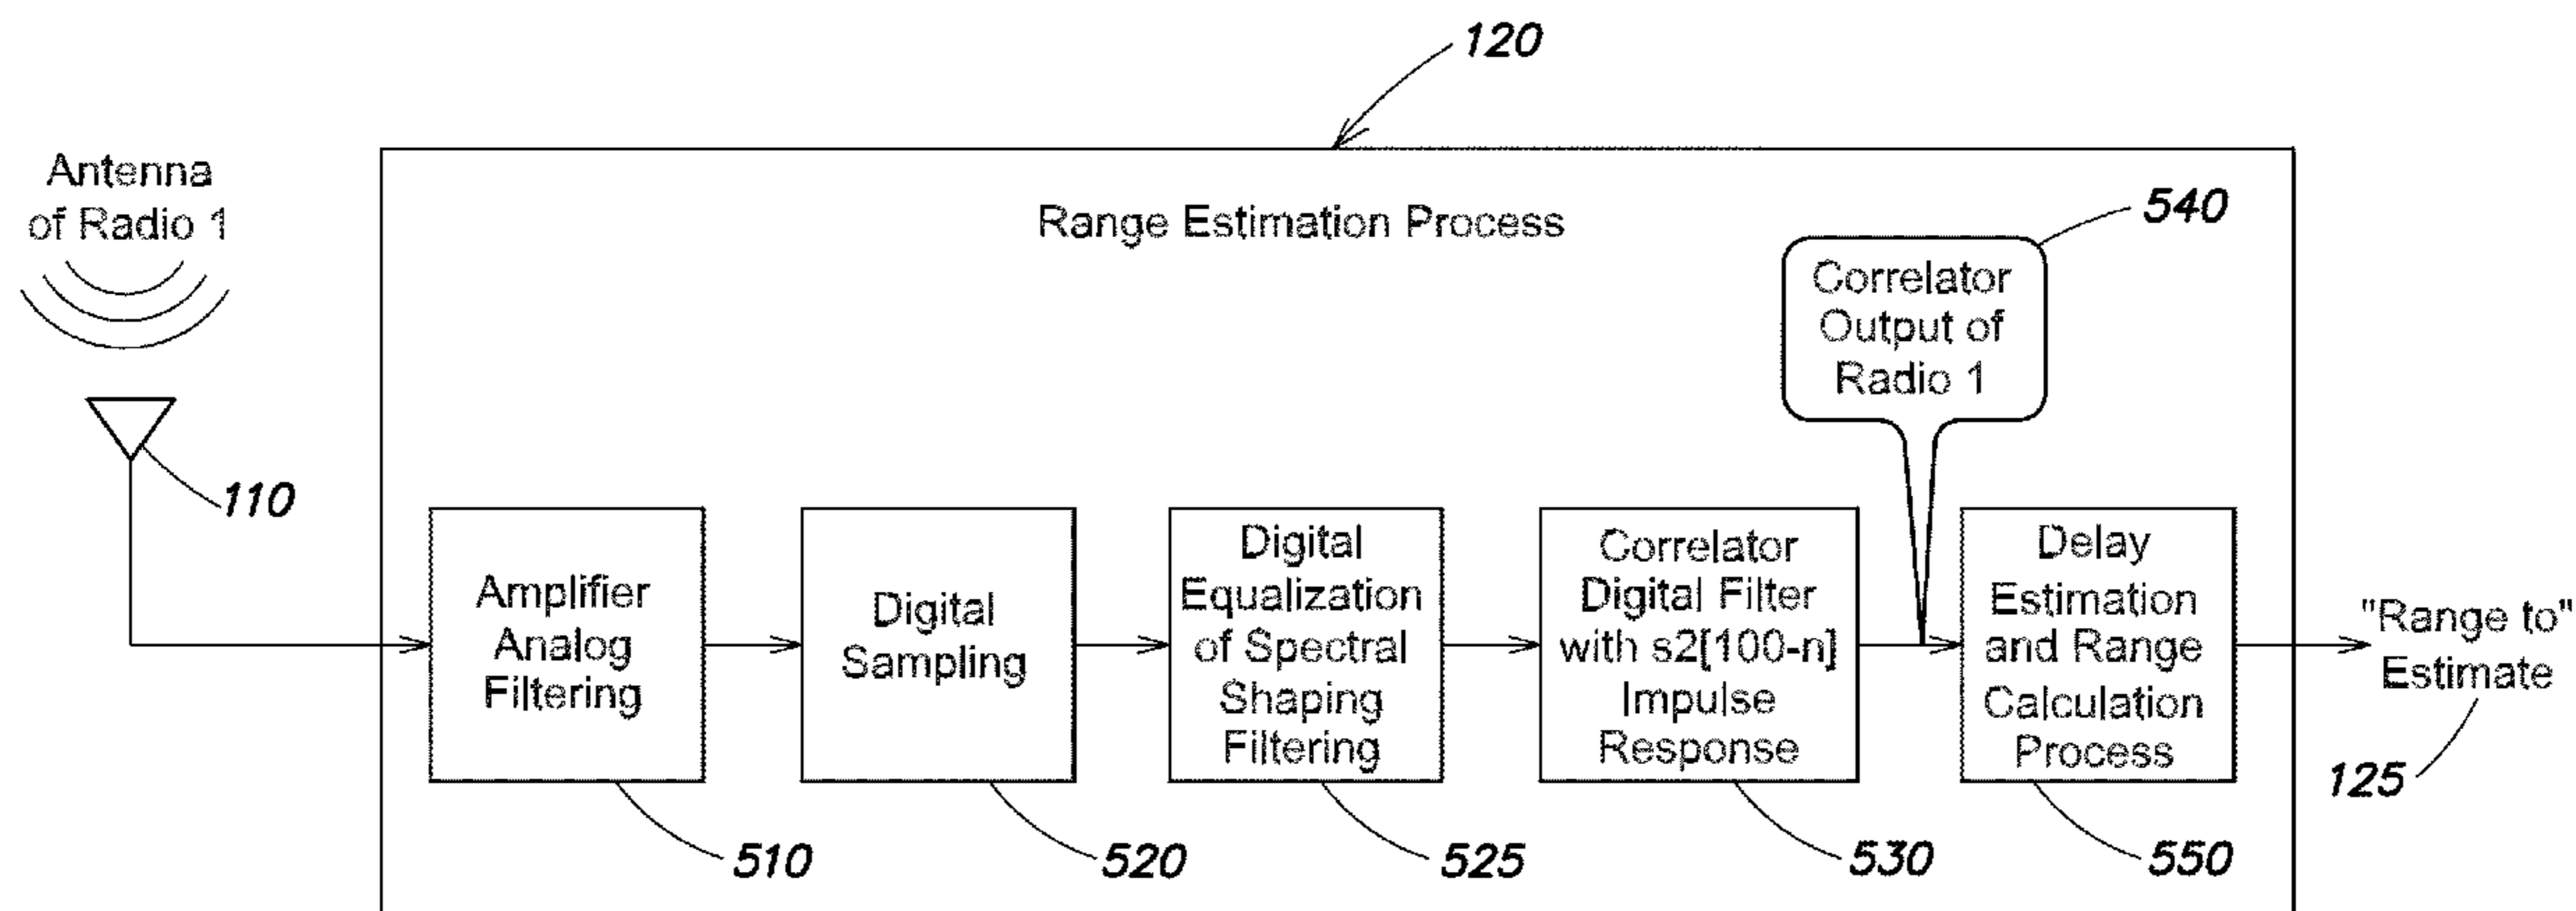 120
Antenna
of Radio 1
Range Estimation Process
540
Correlator
Output of
Radio 1
110
Amplifier
Analog
Filtering
Digital
Sampling
Digital
Equalization
of Spectral
Shaping
Filtering
Correlator
Digital Filter
with s2[100-n]
Impulse
Response
Delay
Estimation
and Range
Calculation
Process
"Range to"
Estimate
125
510
520
525
530
550